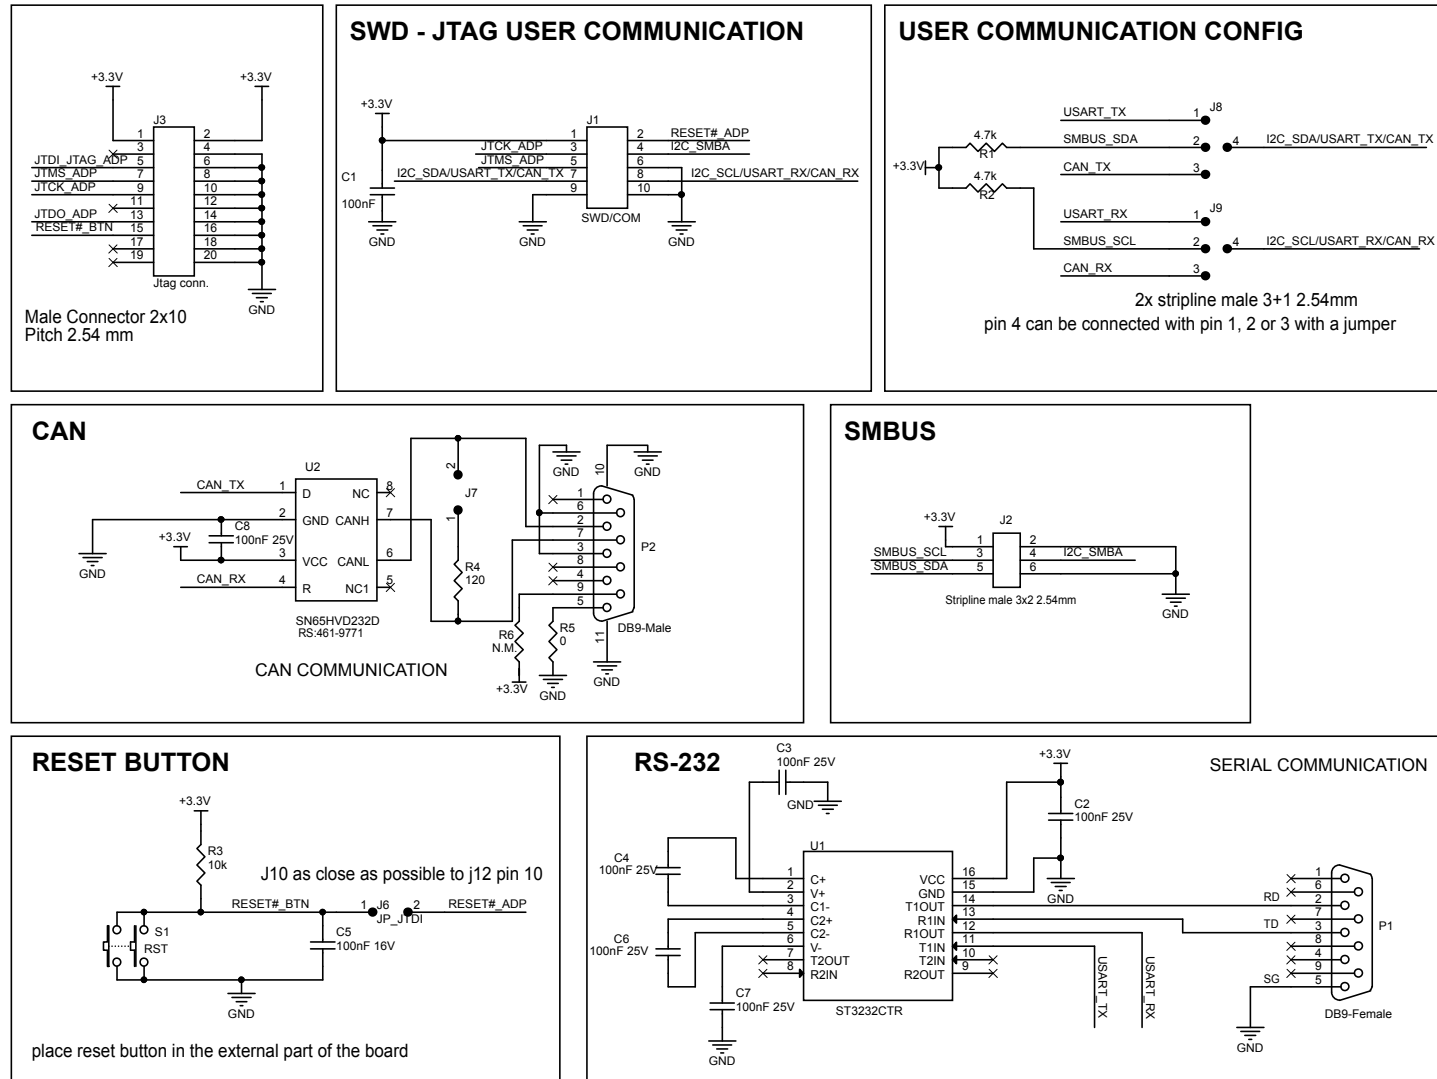 +3.3V
+3.3V
J3
1 2
3 4
JTDI_JTAG_ADP 5 6
JTMS_ADP 7 8
JTCK_ADP 9 10
11 12
JTDO_ADP 13 14
RESET#_BTN 15 16
17 18
19 20
Jtag conn.
GND
Male Connector 2x10
Pitch 2.54 mm
SWD - JTAG USER COMMUNICATION
+3.3V
J1
1 2 RESET#_ADP
JTCK_ADP 3 4 I2C_SMBA
JTMS_ADP 5 6
I2C_SDA/USART_TX/CAN_TX 7 8 I2C_SCL/USART_RX/CAN_RX
9 10
C1
100nF
SWD/COM
GND
GND
GND
USER COMMUNICATION CONFIG
J8
USART_TX 1
4.7k
R1
SMBUS_SDA 2 4 I2C_SDA/USART_TX/CAN_TX
+3.3V
4.7k
R2
CAN_TX 3
J9
USART_RX 1
SMBUS_SCL 2 4 I2C_SCL/USART_RX/CAN_RX
CAN_RX 3
2x stripline male 3+1 2.54mm
pin 4 can be connected with pin 1, 2 or 3 with a jumper
CAN
U2
CAN_TX 1 D NC 8
2 GND CANH 7
C8
100nF 25V
+3.3V
3 VCC CANL 6
CAN_RX 4 R NC1 5
GND
SN65HVD232D
RS:461-9771
CAN COMMUNICATION
2
J7
1
R4
120
GND
GND
10
1
6
2
7
3
8
4
9
5
11
P2
DB9-Male
R6
N.M.
+3.3V
R5
0
GND
GND
SMBUS
+3.3V
J2
1 2
SMBUS_SCL 3 4 I2C_SMBA
SMBUS_SDA 5 6
Stripline male 3x2 2.54mm
GND
RESET BUTTON
+3.3V
R3
10k
J10 as close as possible to j12 pin 10
RESET#_BTN 1 J6 2 RESET#_ADP
JP_JTDI
S1
RST
C5
100nF 16V
GND
place reset button in the external part of the board
RS-232
SERIAL COMMUNICATION
C3
100nF 25V
GND
+3.3V
C2
100nF 25V
GND
C4
100nF 25V
C6
100nF 25V
C7
100nF 25V
GND
U1
1 C+ VCC 16
2 V+ GND 15
3 C1- T1OUT 14
4 C2+ R1IN 13
5 C2- R1OUT 12
6 V- T1IN 11
7 T2OUT T2IN 10
8 R2IN R2OUT 9
ST3232CTR
USART_TX
USART_RX
1
6
RD 2
7
TD 3
8
4
9
SG 5
P1
DB9-Female
GND